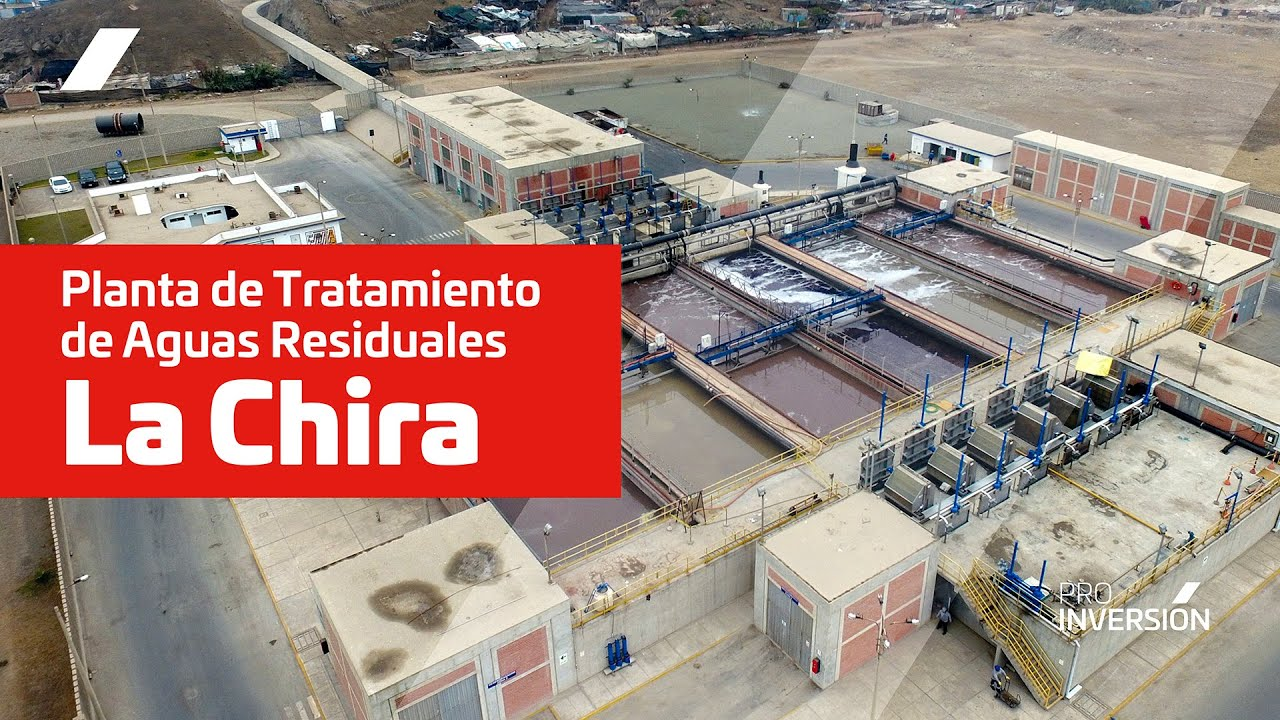 Planta de Tratamiento
de Aguas Residuales
La Chira
PRO
INVERSIÓN